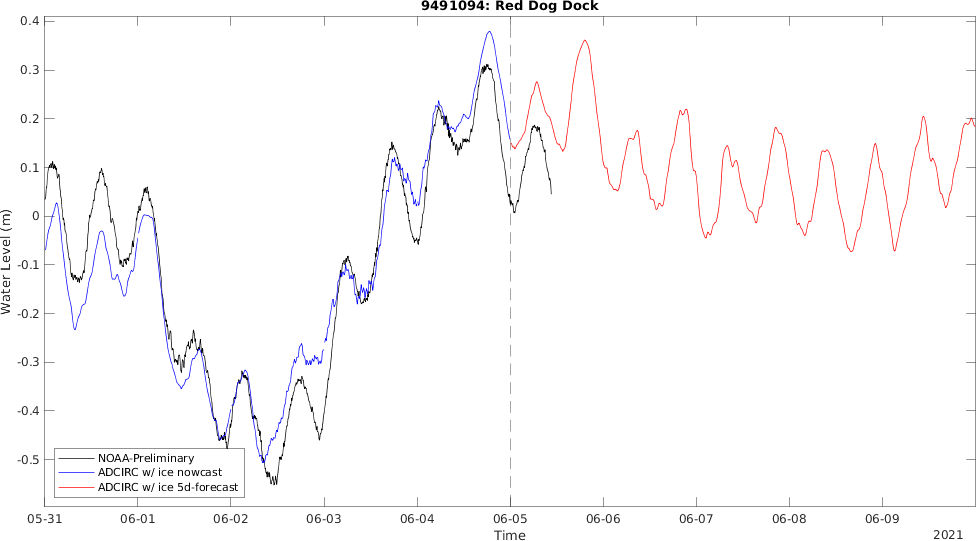 9491094: Red Dog Dock
0.4
0.3
0.2
0.1
0
-0.1
-0.2
-0.3
-0.4
-0.5
Water Level (m)
NOAA-Preliminary
ADCIRC w/ ice nowcast
ADCIRC w/ ice 5d-forecast
05-31 06-01 06-02 06-03 06-04 06-05 06-06 06-07 06-08 06-09
Time
2021